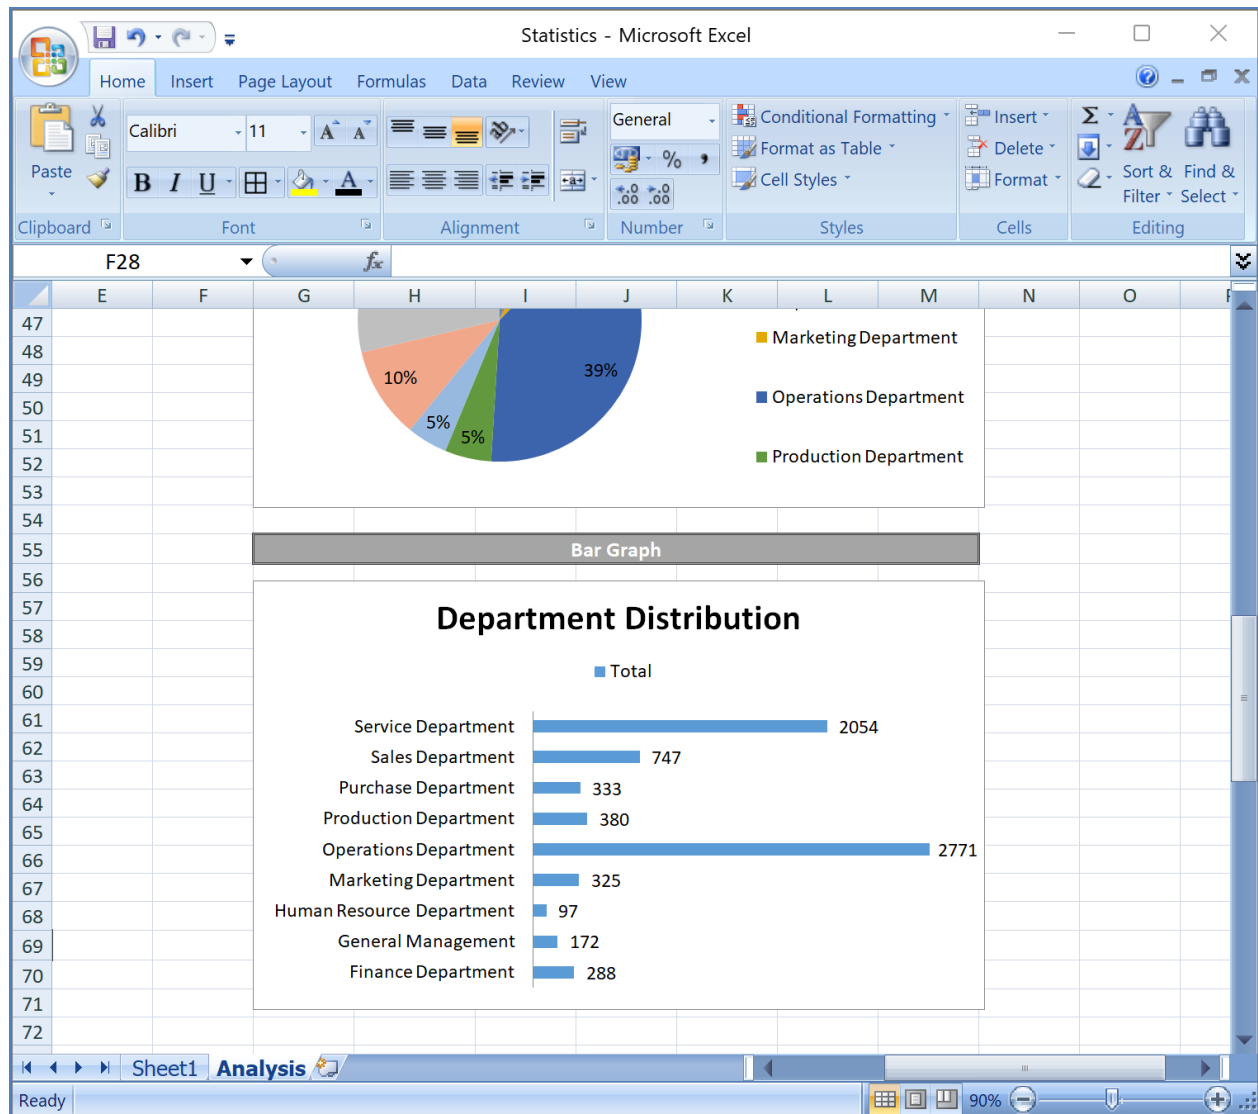 Statistics - Microsoft Excel
Home Insert Page Layout Formulas Data Review View
Calibri 11 A A General Conditional Formatting Insert Σ
Paste Format as Table Delete Sort & Find &
B I U A % , Cell Styles Format Filter Select
Clipboard Font Alignment Number Styles Cells Editing
F28 fx
E F G H I J K L M N O
47
48 Marketing Department
49 10% 39%
50 Operations Department
51 5% 5%
52 Production Department
53
54
55 Bar Graph
56
57 Department Distribution
58
59 Total
60
61 Service Department 2054
62 Sales Department 747
63 Purchase Department 333
64 Production Department 380
65
66 Operations Department 2771
67 Marketing Department 325
68 Human Resource Department 97
69 General Management 172
70 Finance Department 288
71
72
Sheet1 Analysis
Ready 90%